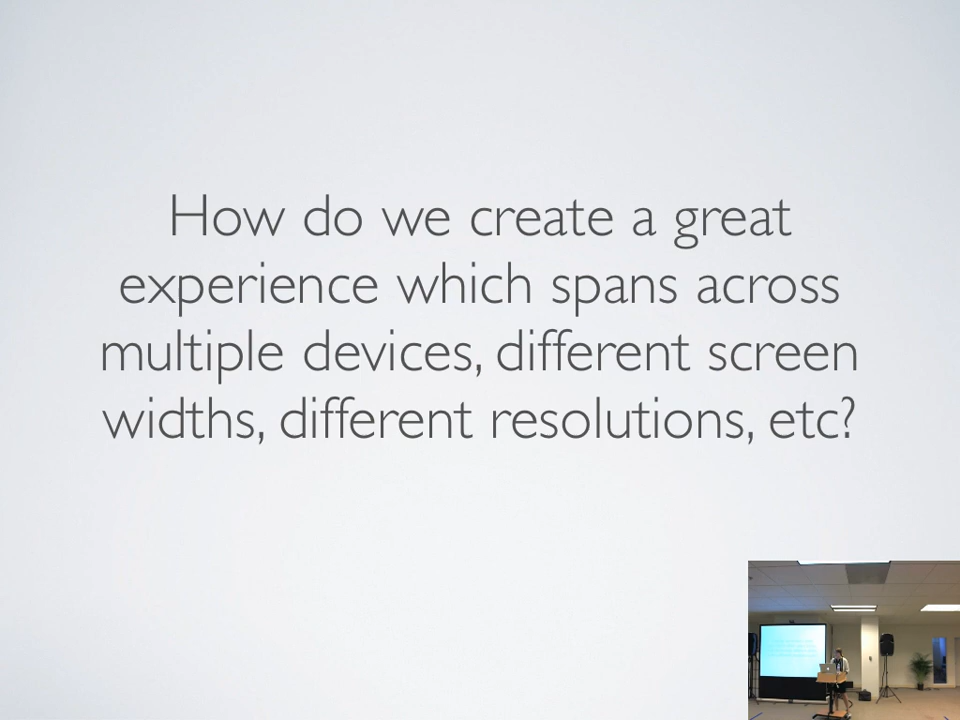 How do we create a great
experience which spans across
multiple devices, different screen
widths, different resolutions, etc?